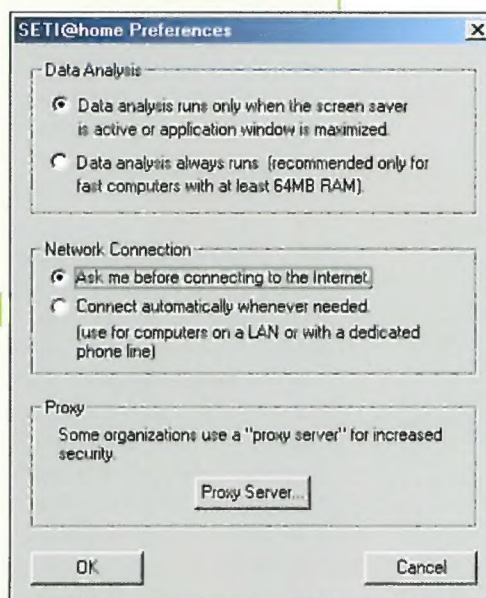 SETI@home Preferences
Data Analysis
Data analysis runs only when the screen saver
is active or application window is maximized.
Data analysis always runs (recommended only for
fast computers with at least 64MB RAM).
Network Connection
Ask me before connecting to the Internet.
Connect automatically whenever needed.
(use for computers on a LAN or with a dedicated
phone line)
Proxy
Some organizations use a "proxy server" for increased
security.
Proxy Server...
OK
Cancel